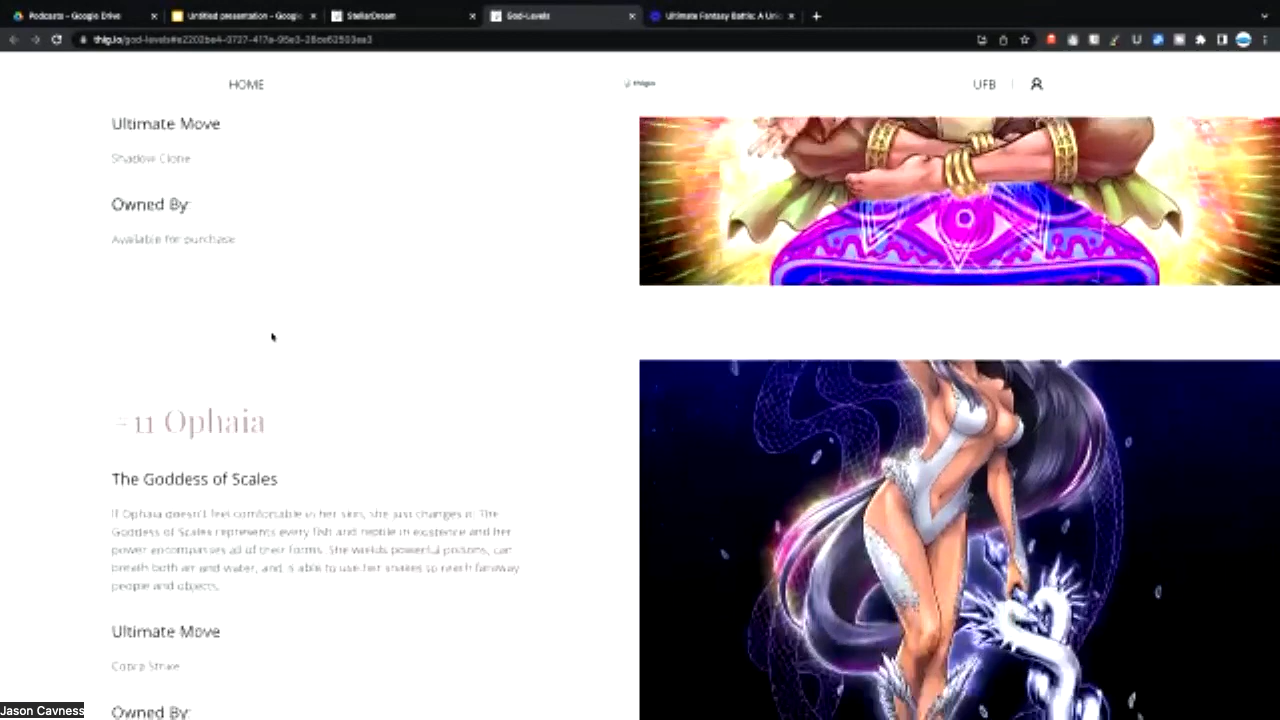 Podcasts - Google Drive
Untitled presentation - Google
StellarDream
God-Levels
Ultimate Fantasy Battle: A Uni
HOME
UFB
Ultimate Move
Shadow Clone
Owned By:
Available for purchase
#11 Ophaia
The Goddess of Scales
If Ophaia doesn't feel comfortable in her skin, she just changes it! The
Goddess of Scales represents every fish and reptile in existence and her
power encompasses all of their forms. She wields powerful poisons, can
breath both air and water, and is able to use her snakes to reach faraway
people and objects.
Ultimate Move
Cobra Strike
Owned By:
Jason Cavness